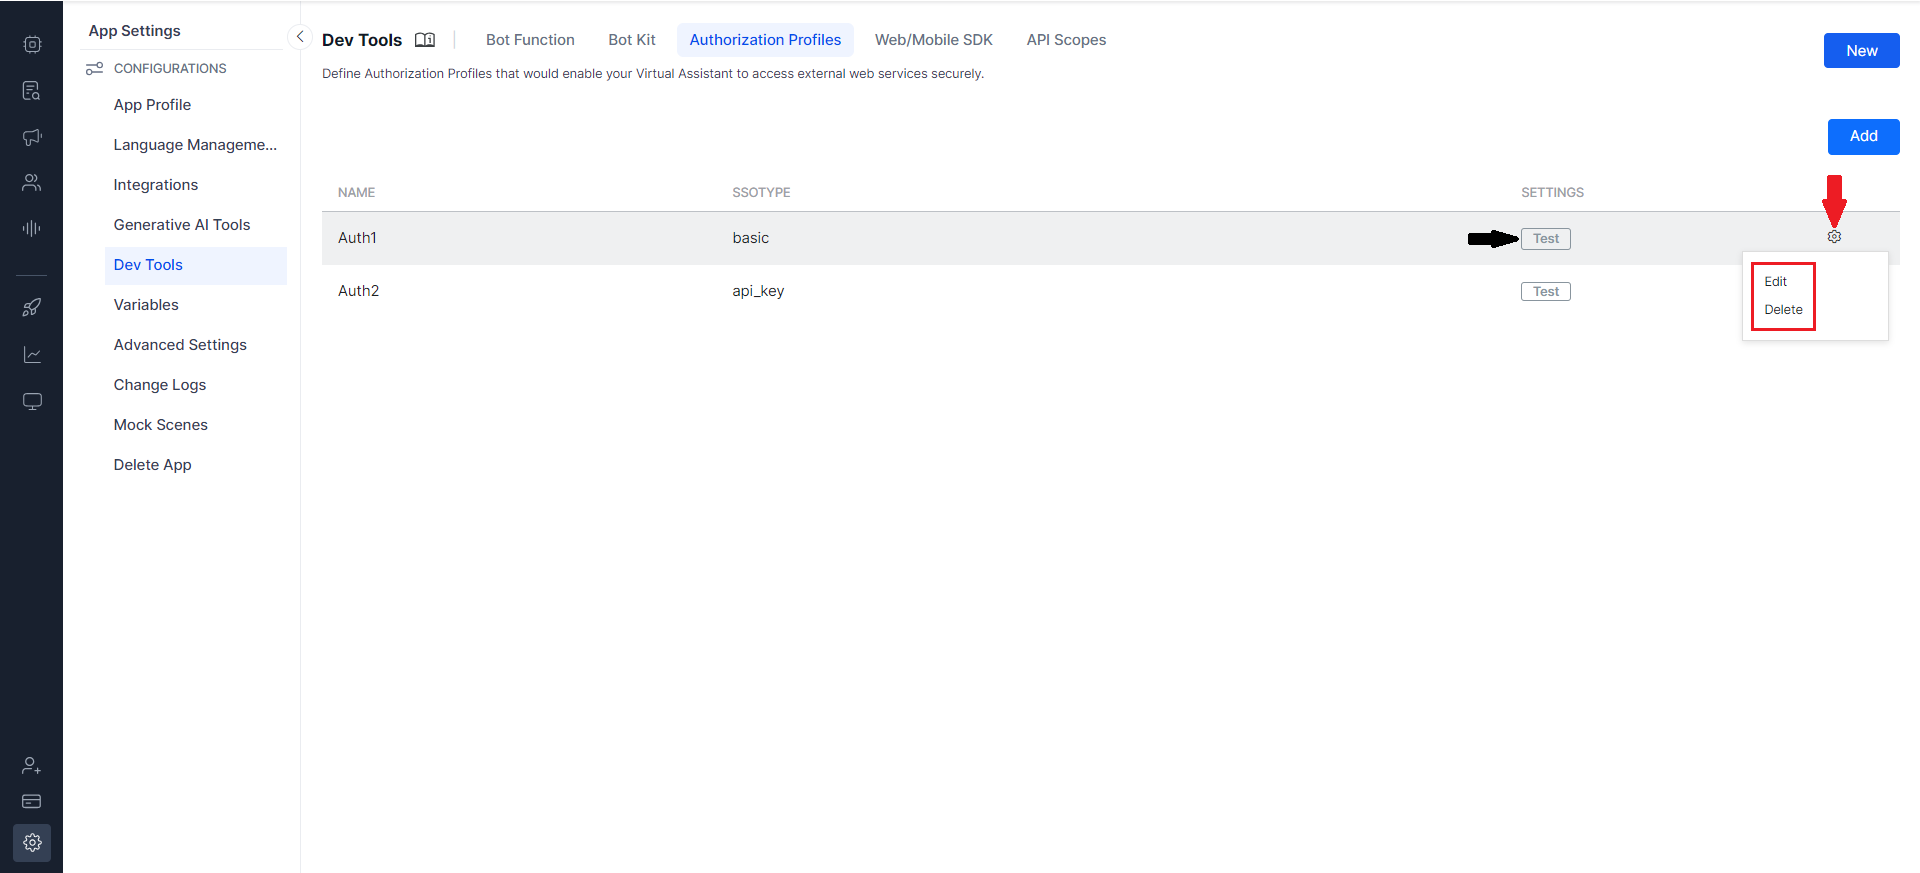 App Settings
CONFIGURATIONS
App Profile
Language Manageme...
Integrations
Generative AI Tools
Dev Tools
Variables
Advanced Settings
Change Logs
Mock Scenes
Delete App
Dev Tools
Bot Function
Bot Kit
Authorization Profiles
Web/Mobile SDK
API Scopes
New
Define Authorization Profiles that would enable your Virtual Assistant to access external web services securely.
Add
NAME SSOTYPE SETTINGS
Auth1 basic Test
Auth2 api_key Test
Edit
Delete